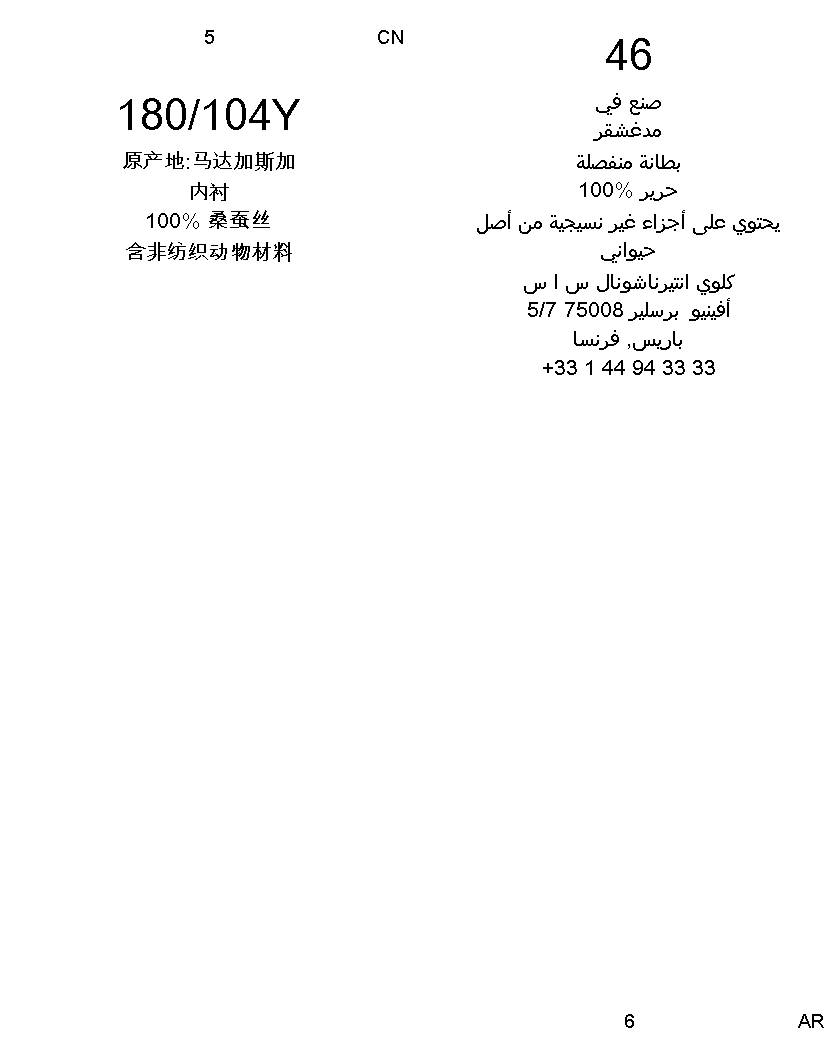 5
CN
180/104Y
原产地:马达加斯加
内衬
100% 桑蚕丝
含非纺织动物材料
46
صنع في
مدغشقر
بطانة منفصلة
100% حرير
يحتوي على أجزاء غير نسيجية من أصل
حيواني
كلوي انتيرناشونال س ا س
5/7 75008 أفينيو برسلير
باريس, فرنسا
+33 1 44 94 33 33
6
AR